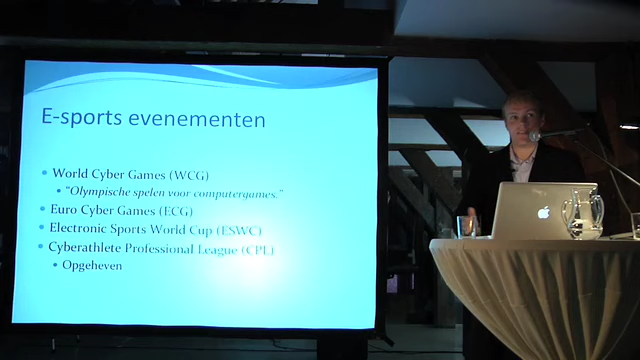 E-sports evenementen
World Cyber Games (WCG)
"Olympische spelen voor computergames."
Euro Cyber Games (ECG)
Electronic Sports World Cup (ESWC)
Cyberathlete Professional League (CPL)
Opgeheven